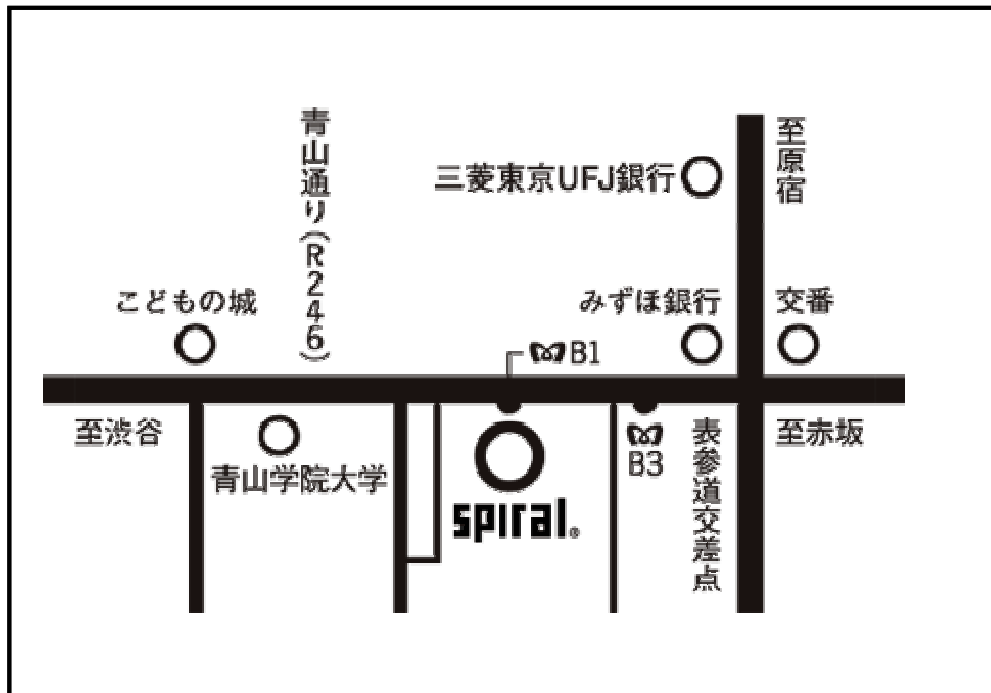 青山通り(R246)
三菱東京UFJ銀行
至原宿
こどもの城
みずほ銀行
交番
B1
至渋谷
青山学院大学
spiral®
B3
表参道交差点
至赤坂